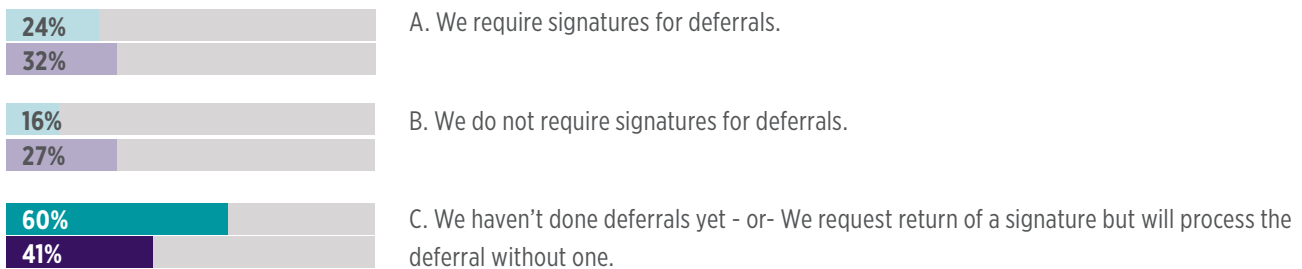 24%
A. We require signatures for deferrals.
32%
16%
B. We do not require signatures for deferrals.
27%
60%
C. We haven’t done deferrals yet - or- We request return of a signature but will process the
41%
deferral without one.